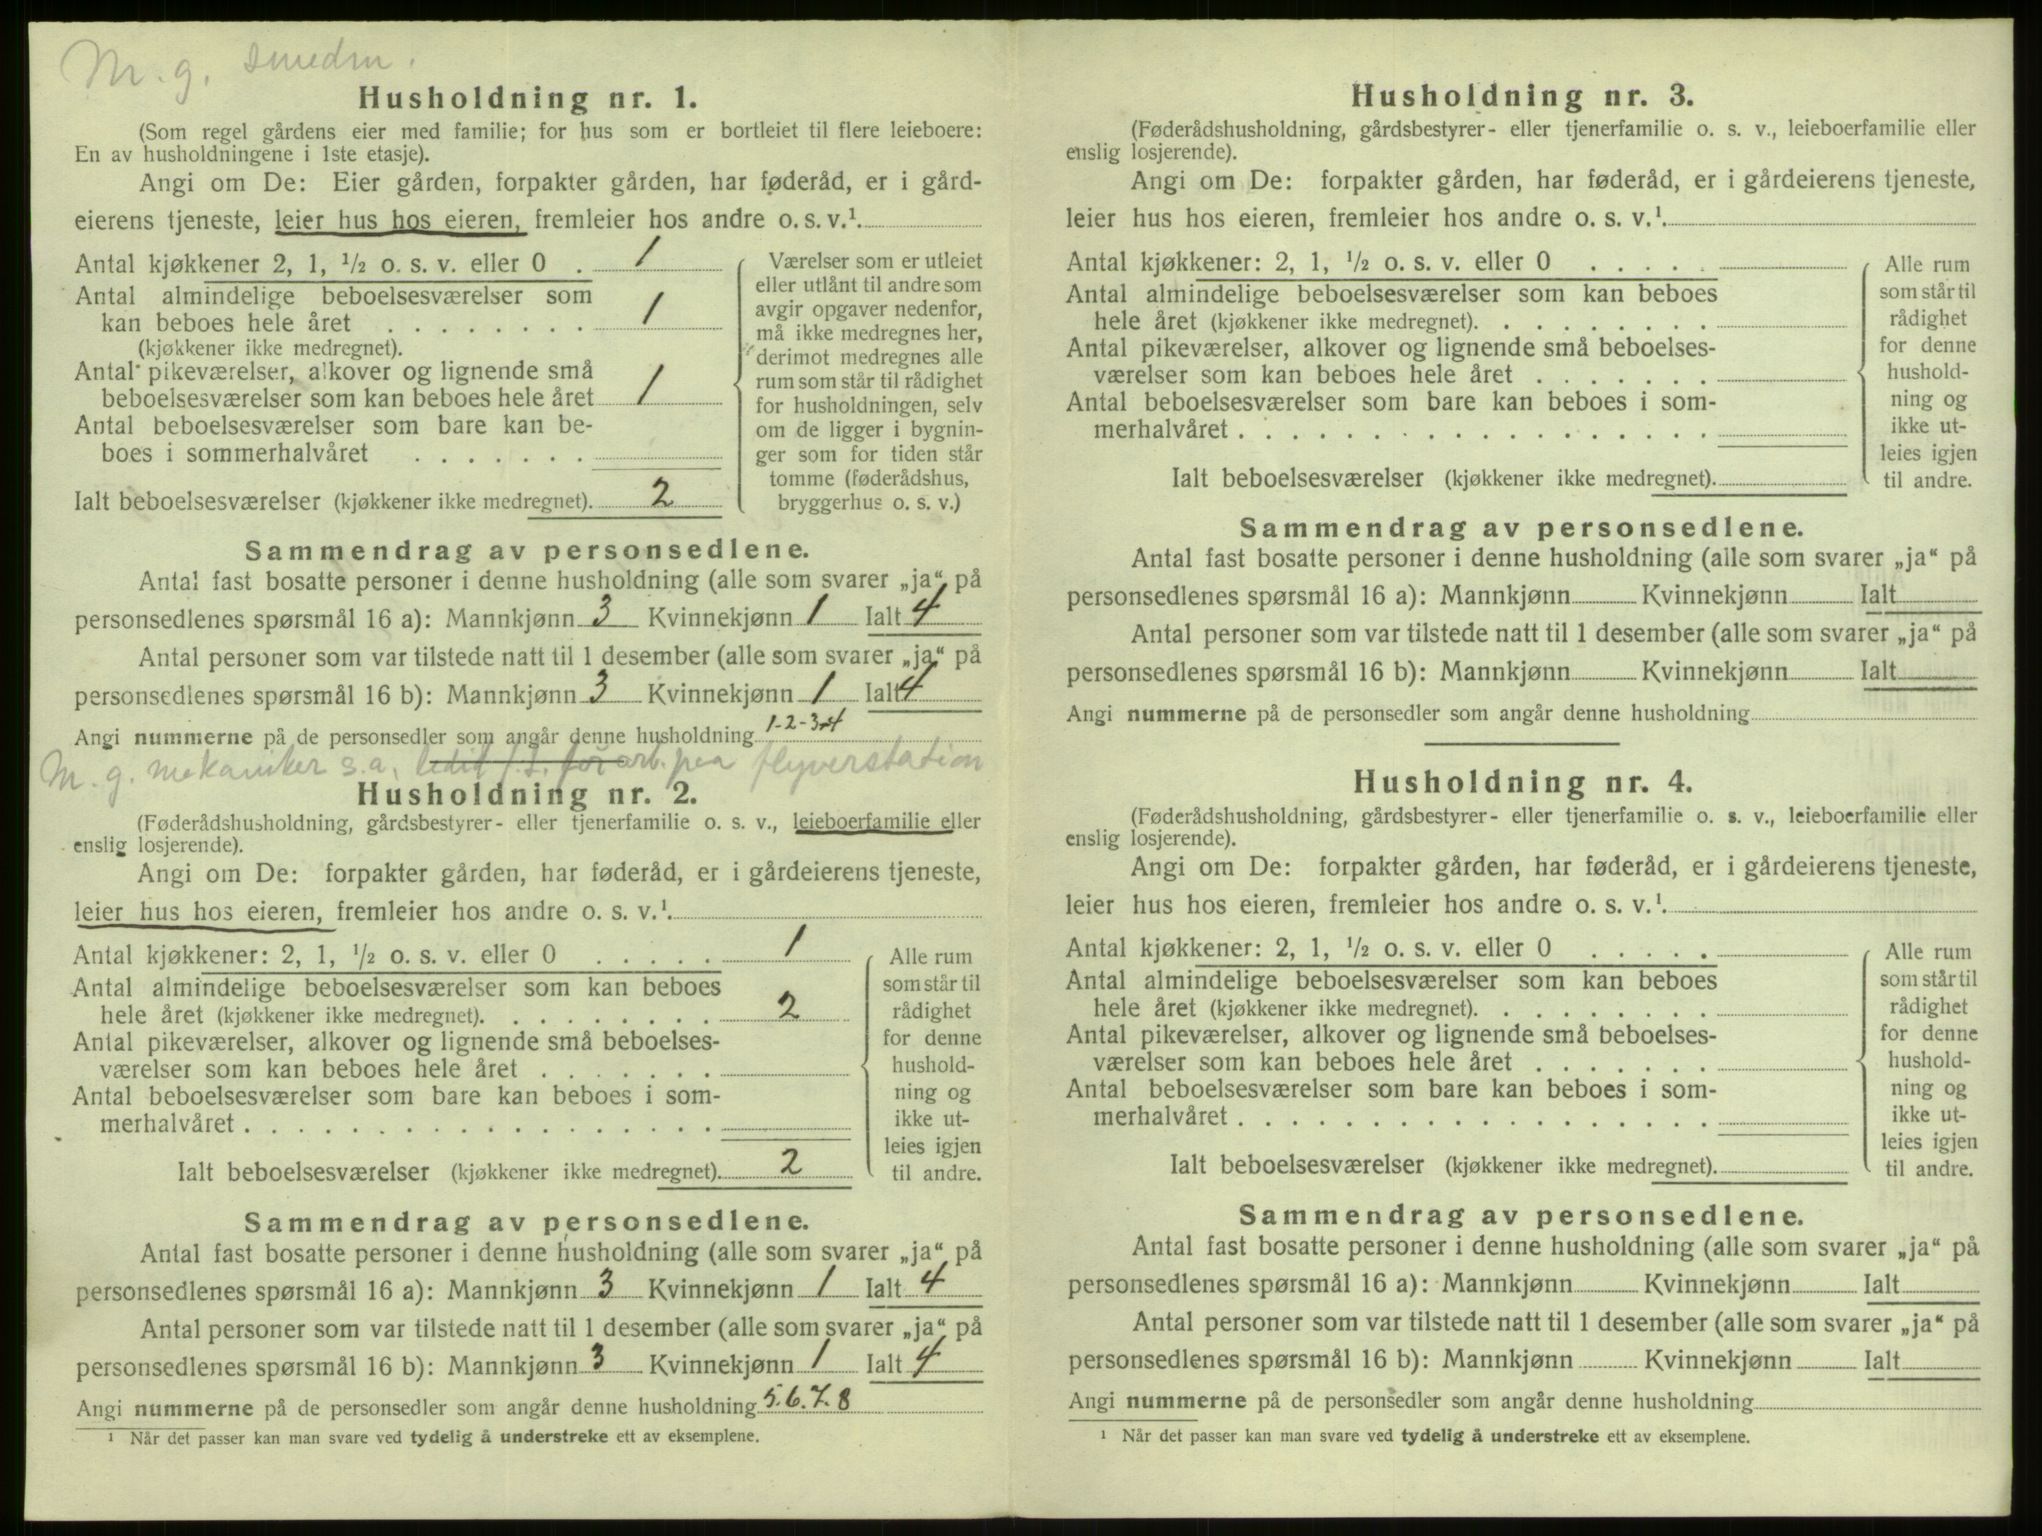 M. g. smedm.
Husholdning nr. 1.
(Som regel gårdens eier med familie; for hus som er bortleiet til flere leieboere:
En av husholdningene i 1ste etasje).
Angi om De: Eier gården, forpakter gården, har føderåd, er i gård-
eierens tjeneste, leier hus hos eieren, fremleier hos andre o. s. v.¹.
Antal kjøkkener 2, 1, ½ o. s. v. eller 0 . 1
Antal almindelige beboelsesværelser som
kan beboes hele året . . . . . . . . 1
(kjøkkener ikke medregnet).
Antal pikeværelser, alkover og lignende små
beboelsesværelser som kan beboes hele året 1
Antal beboelsesværelser som bare kan be-
boes i sommerhalvåret . . . . . . .
Ialt beboelsesværelser (kjøkkener ikke medregnet). 2
Værelser som er utleiet
eller utlånt til andre som
avgir opgaver nedenfor,
må ikke medregnes her,
derimot medregnes alle
rum som står til rådighet
for husholdningen, selv
om de ligger i bygnin-
ger som for tiden står
tomme (føderådshus,
bryggerhus o. s. v.)
Sammendrag av personsedlene.
Antal fast bosatte personer i denne husholdning (alle som svarer „ja“ på
personsedlenes spørsmål 16 a): Mannkjønn 3 Kvinnekjønn 1 Ialt 4
Antal personer som var tilstede natt til 1 desember (alle som svarer „ja“ på
personsedlenes spørsmål 16 b): Mannkjønn 3 Kvinnekjønn 1 Ialt 4
Angi nummerne på de personsedler som angår denne husholdning 1-2-3-4
M. g. mekaniker s.a. ledid f.t. før arb. paa flyverstation
Husholdning nr. 2.
(Føderådshusholdning, gårdsbestyrer- eller tjenerfamilie o. s. v., leieboerfamilie eller
enslig losjerende).
Angi om De: forpakter gården, har føderåd, er i gårdeierens tjeneste,
leier hus hos eieren, fremleier hos andre o. s. v.¹.
Antal kjøkkener: 2, 1, ½ o. s. v. eller 0 . . . . . 1
Antal almindelige beboelsesværelser som kan beboes
hele året (kjøkkener ikke medregnet). . . . . . . . . 2
Antal pikeværelser, alkover og lignende små beboelses-
værelser som kan beboes hele året . . . . . . .
Antal beboelsesværelser som bare kan beboes i som-
merhalvåret . . . . . . . . . . . . . . . . . .
Ialt beboelsesværelser (kjøkkener ikke medregnet). 2
Alle rum
som står til
rådighet
for denne
hushold-
ning og
ikke ut-
leies igjen
til andre.
Sammendrag av personsedlene.
Antal fast bosatte personer i denne husholdning (alle som svarer „ja“ på
personsedlenes spørsmål 16 a): Mannkjønn 3 Kvinnekjønn 1 Ialt 4
Antal personer som var tilstede natt til 1 desember (alle som svarer „ja“ på
personsedlenes spørsmål 16 b): Mannkjønn 3 Kvinnekjønn 1 Ialt 4
Angi nummerne på de personsedler som angår denne husholdning 5.6.7.8
¹ Når det passer kan man svare ved tydelig å understreke ett av eksemplene.
Husholdning nr. 3.
(Føderådshusholdning, gårdsbestyrer- eller tjenerfamilie o. s. v., leieboerfamilie eller
enslig losjerende).
Angi om De: forpakter gården, har føderåd, er i gårdeierens tjeneste,
leier hus hos eieren, fremleier hos andre o. s. v.¹.
Antal kjøkkener: 2, 1, ½ o. s. v. eller 0 . . . . .
Antal almindelige beboelsesværelser som kan beboes
hele året (kjøkkener ikke medregnet). . . . . . . . .
Antal pikeværelser, alkover og lignende små beboelses-
værelser som kan beboes hele året . . . . . . .
Antal beboelsesværelser som bare kan beboes i som-
merhalvåret . . . . . . . . . . . . . . . . . .
Ialt beboelsesværelser (kjøkkener ikke medregnet).
Alle rum
som står til
rådighet
for denne
hushold-
ning og
ikke ut-
leies igjen
til andre.
Sammendrag av personsedlene.
Antal fast bosatte personer i denne husholdning (alle som svarer „ja“ på
personsedlenes spørsmål 16 a): Mannkjønn Kvinnekjønn Ialt
Antal personer som var tilstede natt til 1 desember (alle som svarer „ja“ på
personsedlenes spørsmål 16 b): Mannkjønn Kvinnekjønn Ialt
Angi nummerne på de personsedler som angår denne husholdning
Husholdning nr. 4.
(Føderådshusholdning, gårdsbestyrer- eller tjenerfamilie o. s. v., leieboerfamilie eller
enslig losjerende).
Angi om De: forpakter gården, har føderåd, er i gårdeierens tjeneste,
leier hus hos eieren, fremleier hos andre o. s. v.¹.
Antal kjøkkener: 2, 1, ½ o. s. v. eller 0 . . . . .
Antal almindelige beboelsesværelser som kan beboes
hele året (kjøkkener ikke medregnet). . . . . . . . .
Antal pikeværelser, alkover og lignende små beboelses-
værelser som kan beboes hele året . . . . . . .
Antal beboelsesværelser som bare kan beboes i som-
merhalvåret . . . . . . . . . . . . . . . . . .
Ialt beboelsesværelser (kjøkkener ikke medregnet).
Alle rum
som står til
rådighet
for denne
hushold-
ning og
ikke ut-
leies igjen
til andre.
Sammendrag av personsedlene.
Antal fast bosatte personer i denne husholdning (alle som svarer „ja“ på
personsedlenes spørsmål 16 a): Mannkjønn Kvinnekjønn Ialt
Antal personer som var tilstede natt til 1 desember (alle som svarer „ja“ på
personsedlenes spørsmål 16 b): Mannkjønn Kvinnekjønn Ialt
Angi nummerne på de personsedler som angår denne husholdning
¹ Når det passer kan man svare ved tydelig å understreke ett av eksemplene.